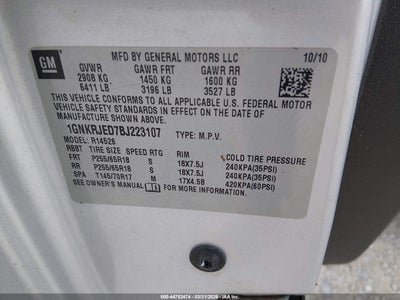 GM
MFD BY GENERAL MOTORS LLC 10/10
GVWR GAWR FRT GAWR RR
2908 KG 1450 KG 1600 KG
6411 LB 3196 LB 3527 LB
THIS VEHICLE CONFORMS TO ALL APPLICABLE U.S. FEDERAL MOTOR
VEHICLE SAFETY STANDARDS IN EFFECT ON THE DATE OF
MANUFACTURE SHOWN ABOVE.
1GNKRJED7BJ223107 TYPE: M.P.V.
MODEL: R14526
TIRE SIZE SPEED RTG RIM COLD TIRE PRESSURE
FRT P255/65R18 S 18X7.5J 240KPA(35PSI)
RR P255/65R18 S 18X7.5J 240KPA(35PSI)
SPA T145/70R17 M 17X4.5B 420KPA(60PSI)
SEE OWNER'S MANUAL FOR ADDITIONAL INFORMATION.